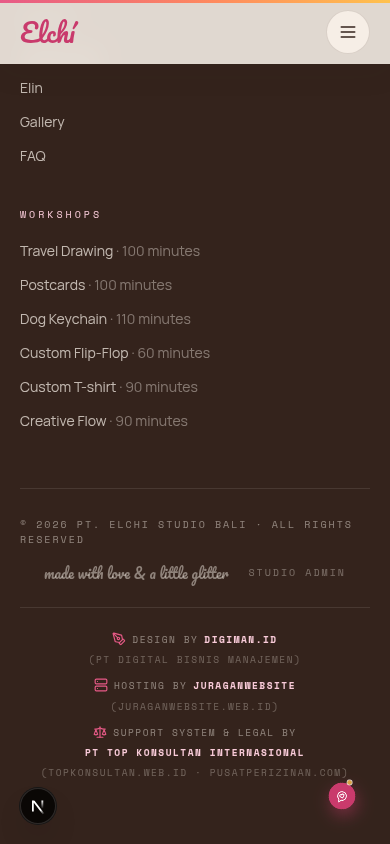 Elchí
Elin
Gallery
FAQ
WORKSHOPS
Travel Drawing · 100 minutes
Postcards · 100 minutes
Dog Keychain · 110 minutes
Custom Flip-Flop · 60 minutes
Custom T-shirt · 90 minutes
Creative Flow · 90 minutes
© 2026 PT. ELCHI STUDIO BALI · ALL RIGHTS
RESERVED
made with love & a little glitter STUDIO ADMIN
DESIGN BY DIGIMAN.ID
(PT DIGITAL BISNIS MANAJEMEN)
HOSTING BY JURAGANWEBSITE
(JURAGANWEBSITE.WEB.ID)
SUPPORT SYSTEM & LEGAL BY
PT TOP KONSULTAN INTERNASIONAL
(TOPKONSULTAN.WEB.ID · PUSATPERIZINAN.COM)
N